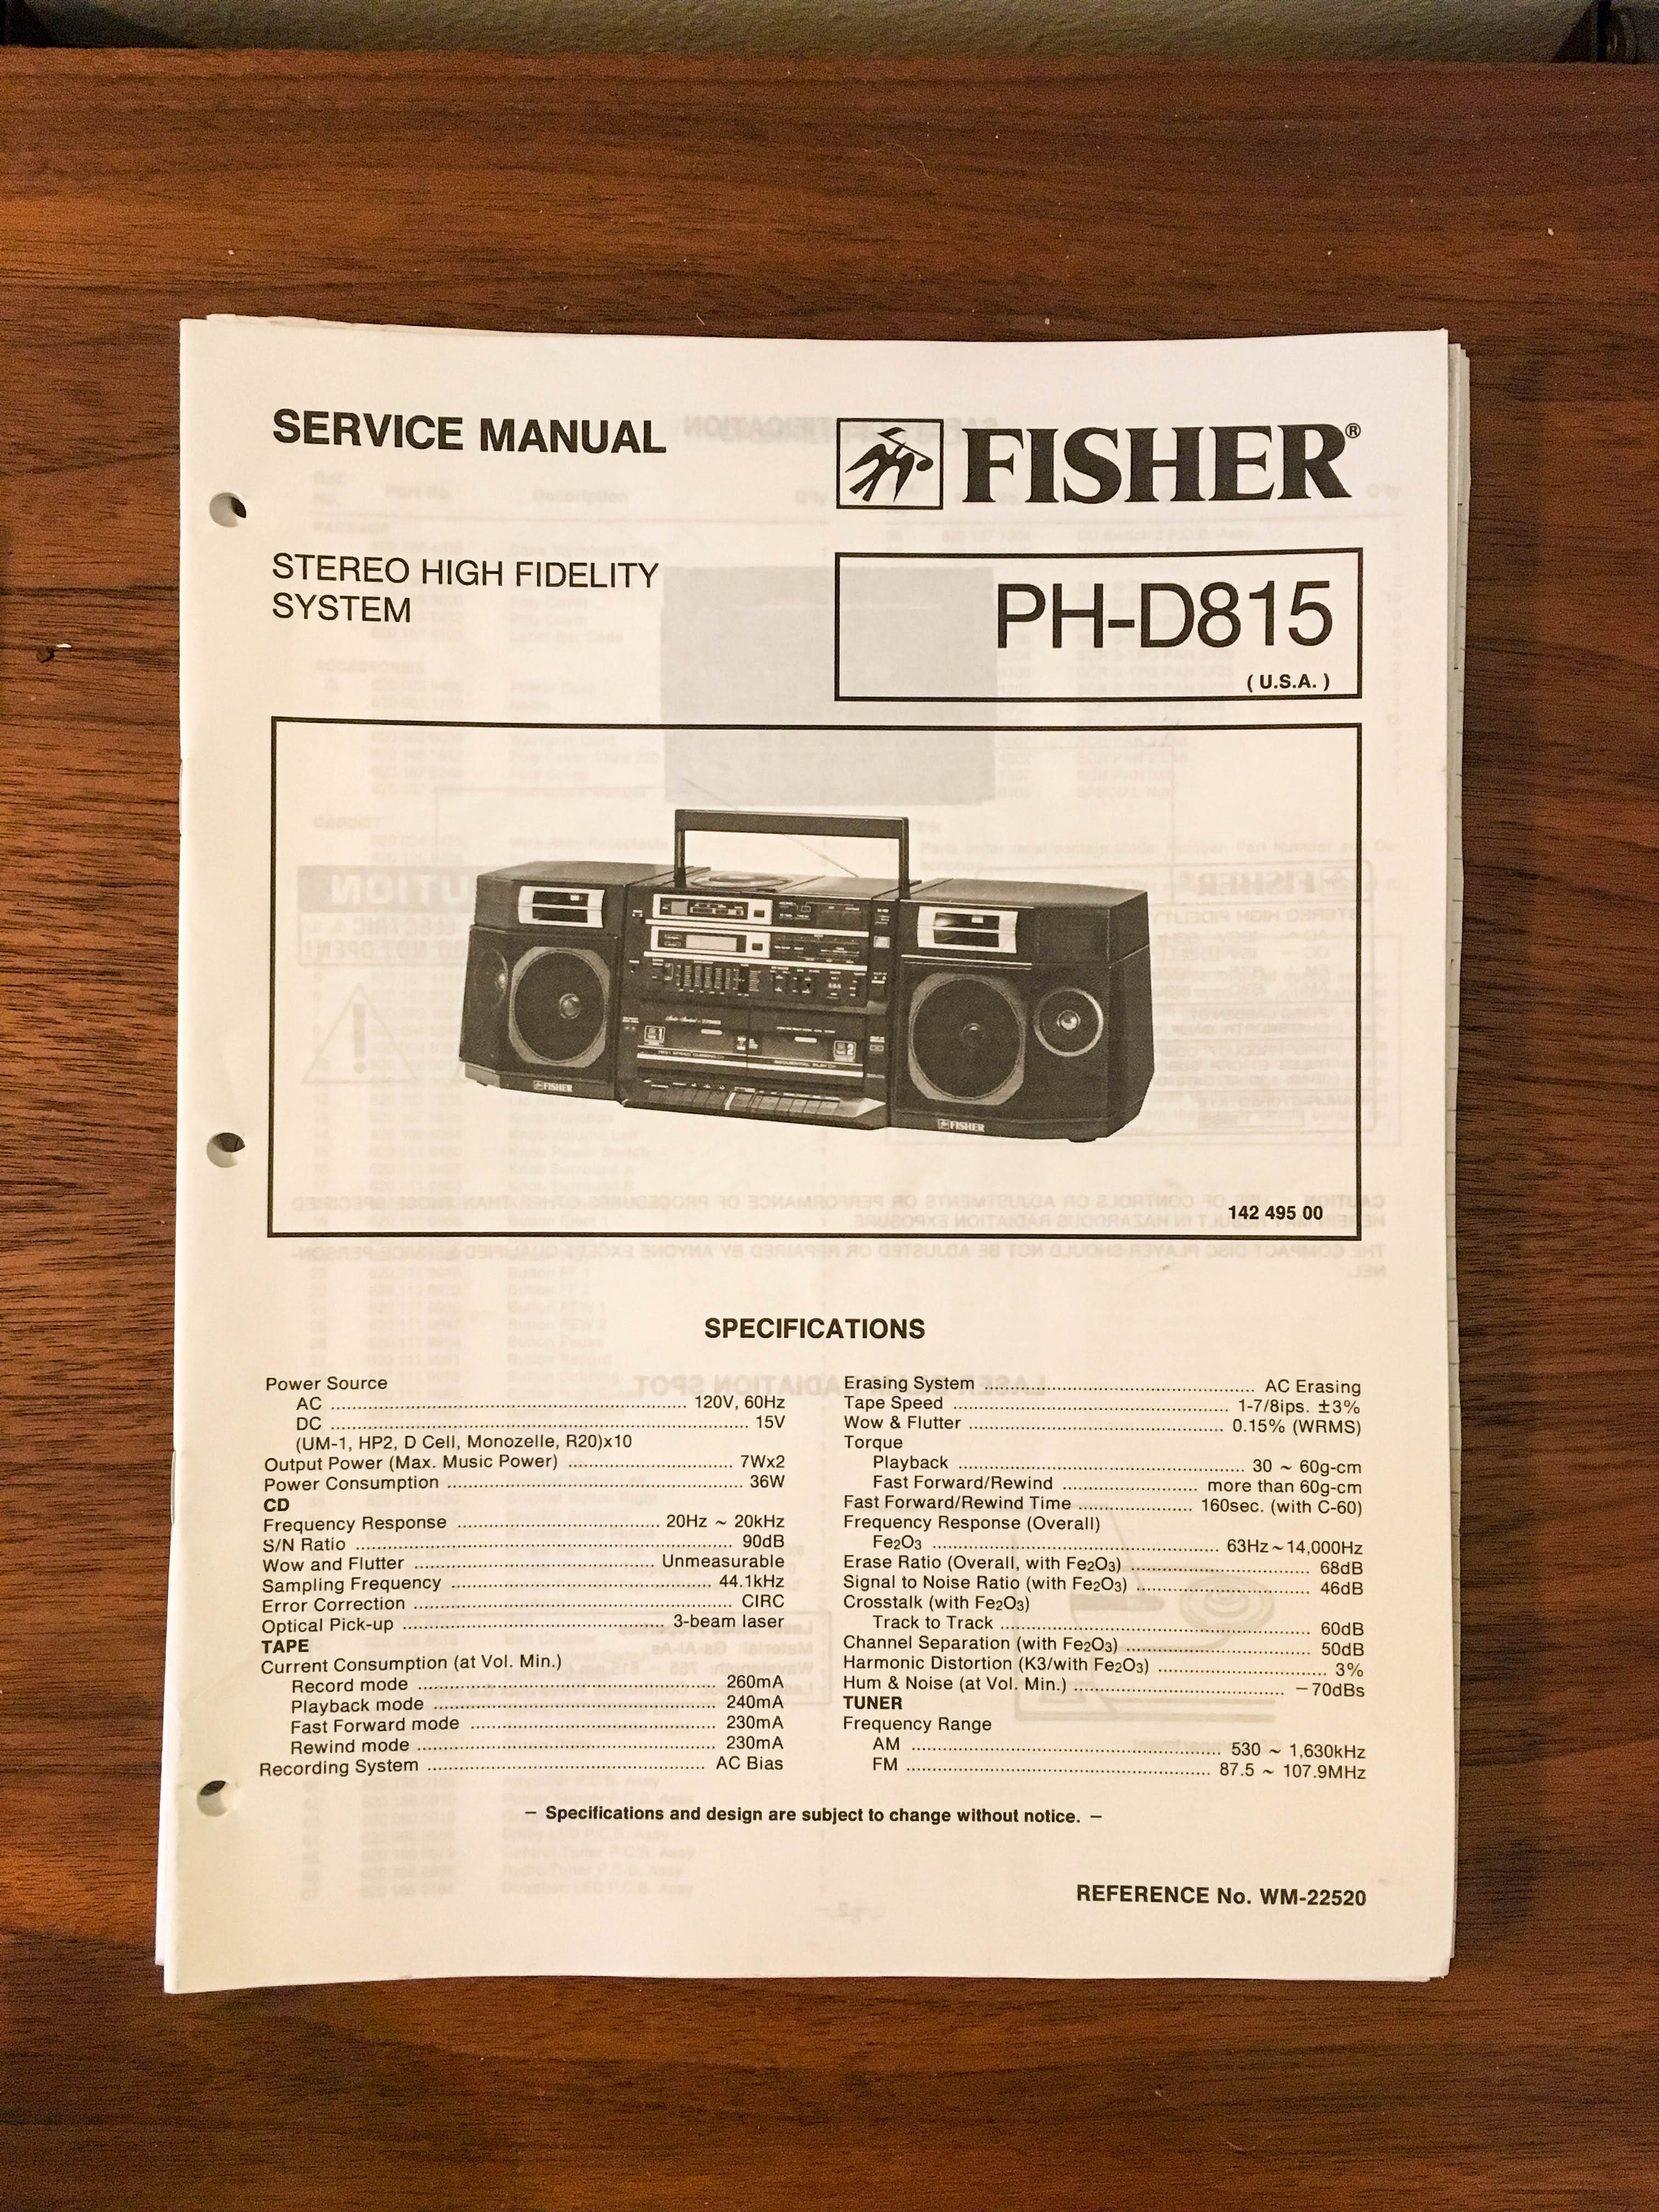 SERVICE MANUAL
FISHER®
STEREO HIGH FIDELITY
SYSTEM
PH-D815
( U.S.A. )
FISHER
FISHER
142 495 00
SPECIFICATIONS
Power Source
AC ........ 120V, 60Hz
DC ........ 15V
(UM-1, HP2, D Cell, Monozelle, R20)x10
Output Power (Max. Music Power) ........ 7Wx2
Power Consumption ........ 36W
CD
Frequency Response ........ 20Hz ~ 20kHz
S/N Ratio ........ 90dB
Wow and Flutter ........ Unmeasurable
Sampling Frequency ........ 44.1kHz
Error Correction ........ CIRC
Optical Pick-up ........ 3-beam laser
TAPE
Current Consumption (at Vol. Min.)
Record mode ........ 260mA
Playback mode ........ 240mA
Fast Forward mode ........ 230mA
Rewind mode ........ 230mA
Recording System ........ AC Bias
Erasing System ........ AC Erasing
Tape Speed ........ 1-7/8ips. ±3%
Wow & Flutter ........ 0.15% (WRMS)
Torque
Playback ........ 30 ~ 60g-cm
Fast Forward/Rewind ........ more than 60g-cm
Fast Forward/Rewind Time ........ 160sec. (with C-60)
Frequency Response (Overall)
Fe2O3 ........ 63Hz~14,000Hz
Erase Ratio (Overall, with Fe2O3) ........ 68dB
Signal to Noise Ratio (with Fe2O3) ........ 46dB
Crosstalk (with Fe2O3)
Track to Track ........ 60dB
Channel Separation (with Fe2O3) ........ 50dB
Harmonic Distortion (K3/with Fe2O3) ........ 3%
Hum & Noise (at Vol. Min.) ........ −70dBs
TUNER
Frequency Range
AM ........ 530 ~ 1,630kHz
FM ........ 87.5 ~ 107.9MHz
– Specifications and design are subject to change without notice. –
REFERENCE No. WM-22520